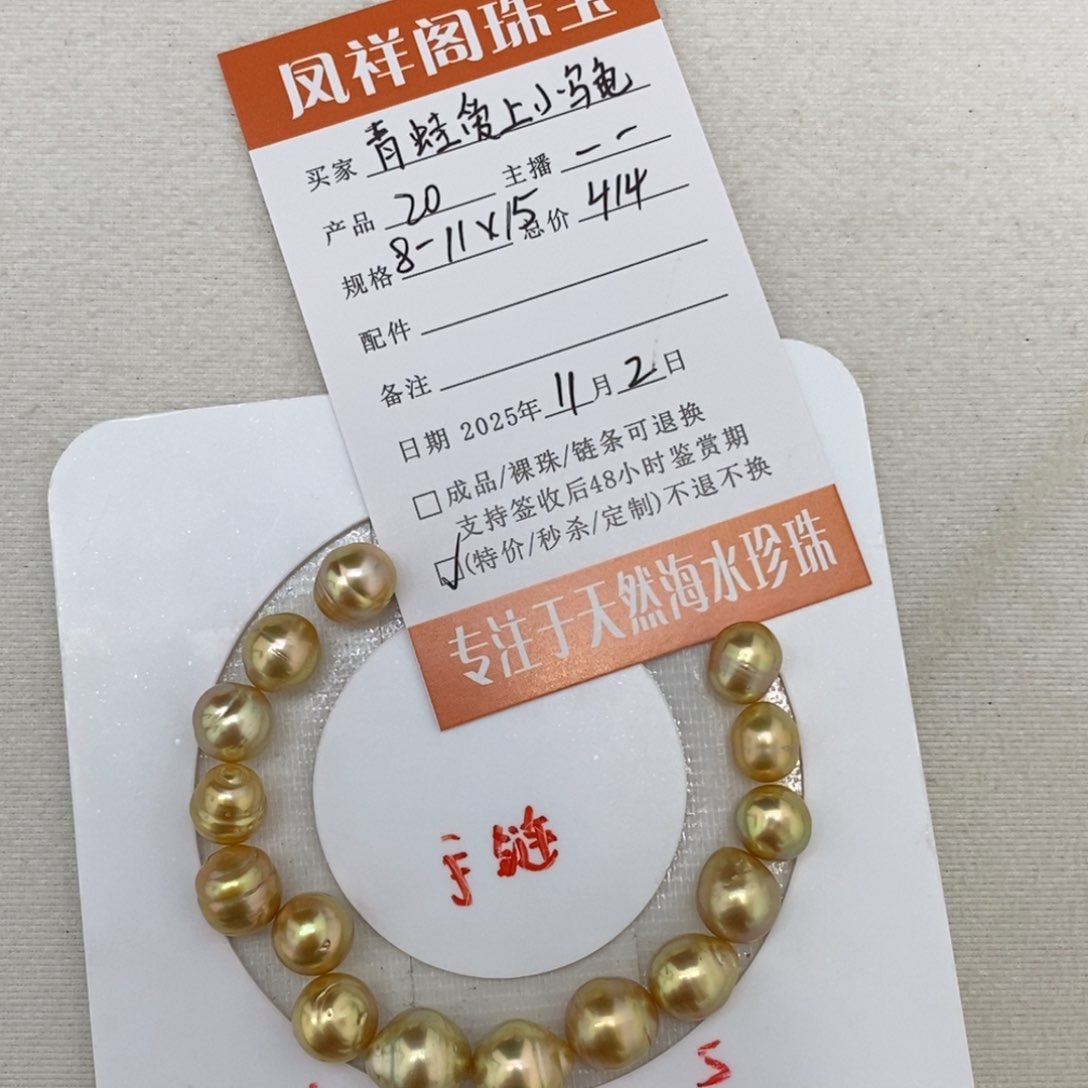 凤祥阁珠宝
买家 青蛙爱上小乌龟
产品 20 主播 一一
规格 8-11×15 总价 414
配件
备注
日期 2025年11月2日
□成品/裸珠/链条可退换
支持签收后48小时鉴赏期
☑(特价/秒杀/定制)不退不换
专注于天然海水珍珠
手链
S